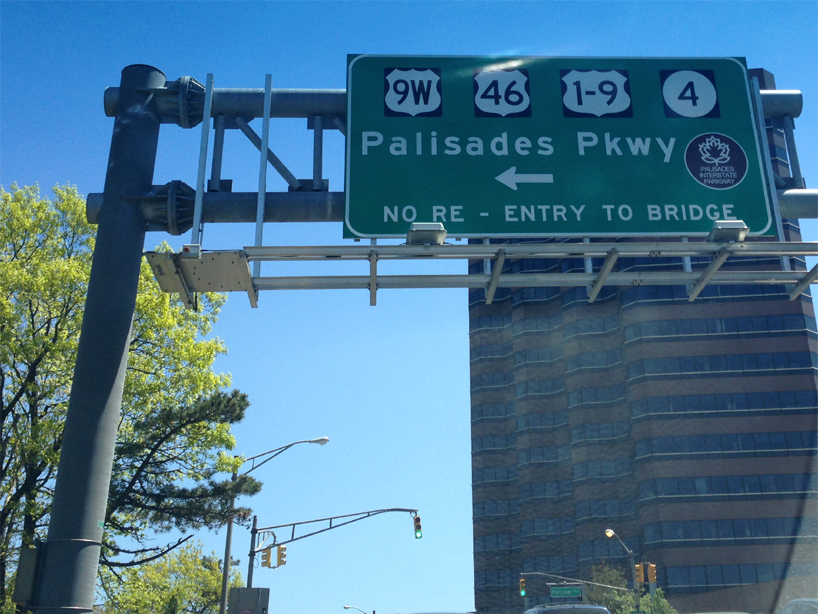 9W 46 1-9 4
Palisades Pkwy
PALISADES
INTERSTATE
PARKWAY
NO RE - ENTRY TO BRIDGE